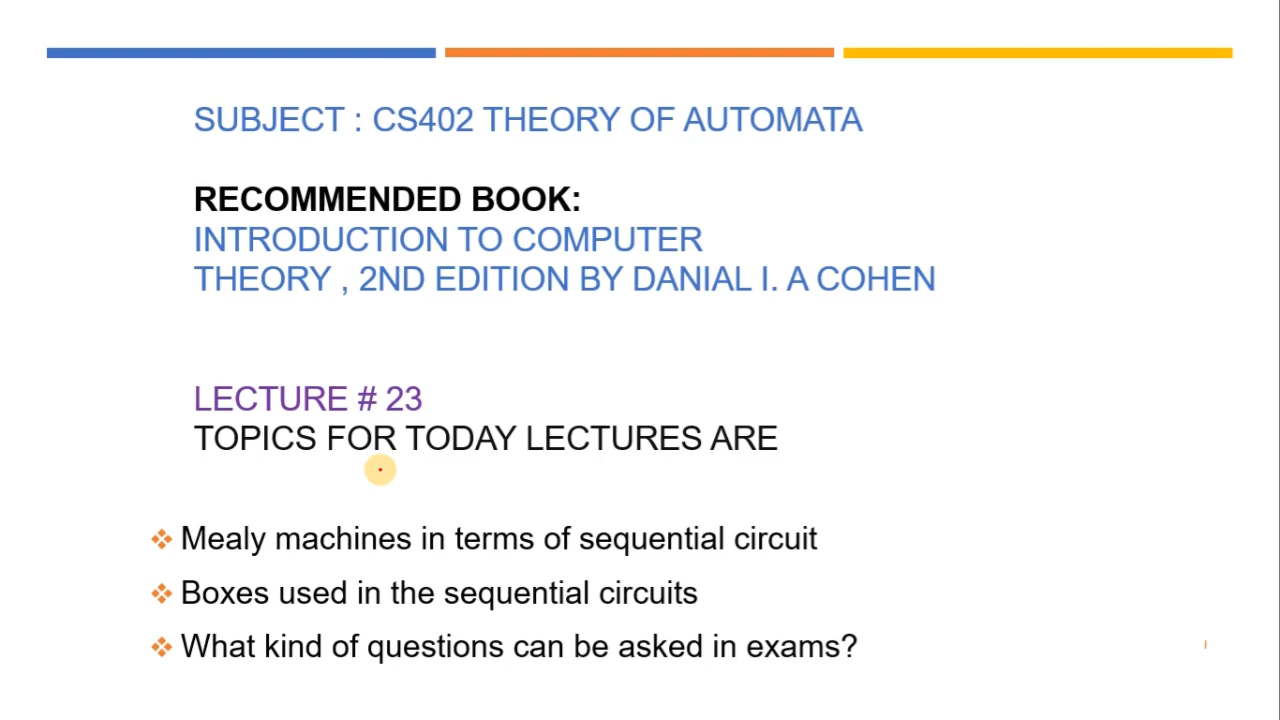 SUBJECT : CS402 THEORY OF AUTOMATA
RECOMMENDED BOOK:
INTRODUCTION TO COMPUTER
THEORY , 2ND EDITION BY DANIAL I. A COHEN
LECTURE # 23
TOPICS FOR TODAY LECTURES ARE
Mealy machines in terms of sequential circuit
Boxes used in the sequential circuits
What kind of questions can be asked in exams?